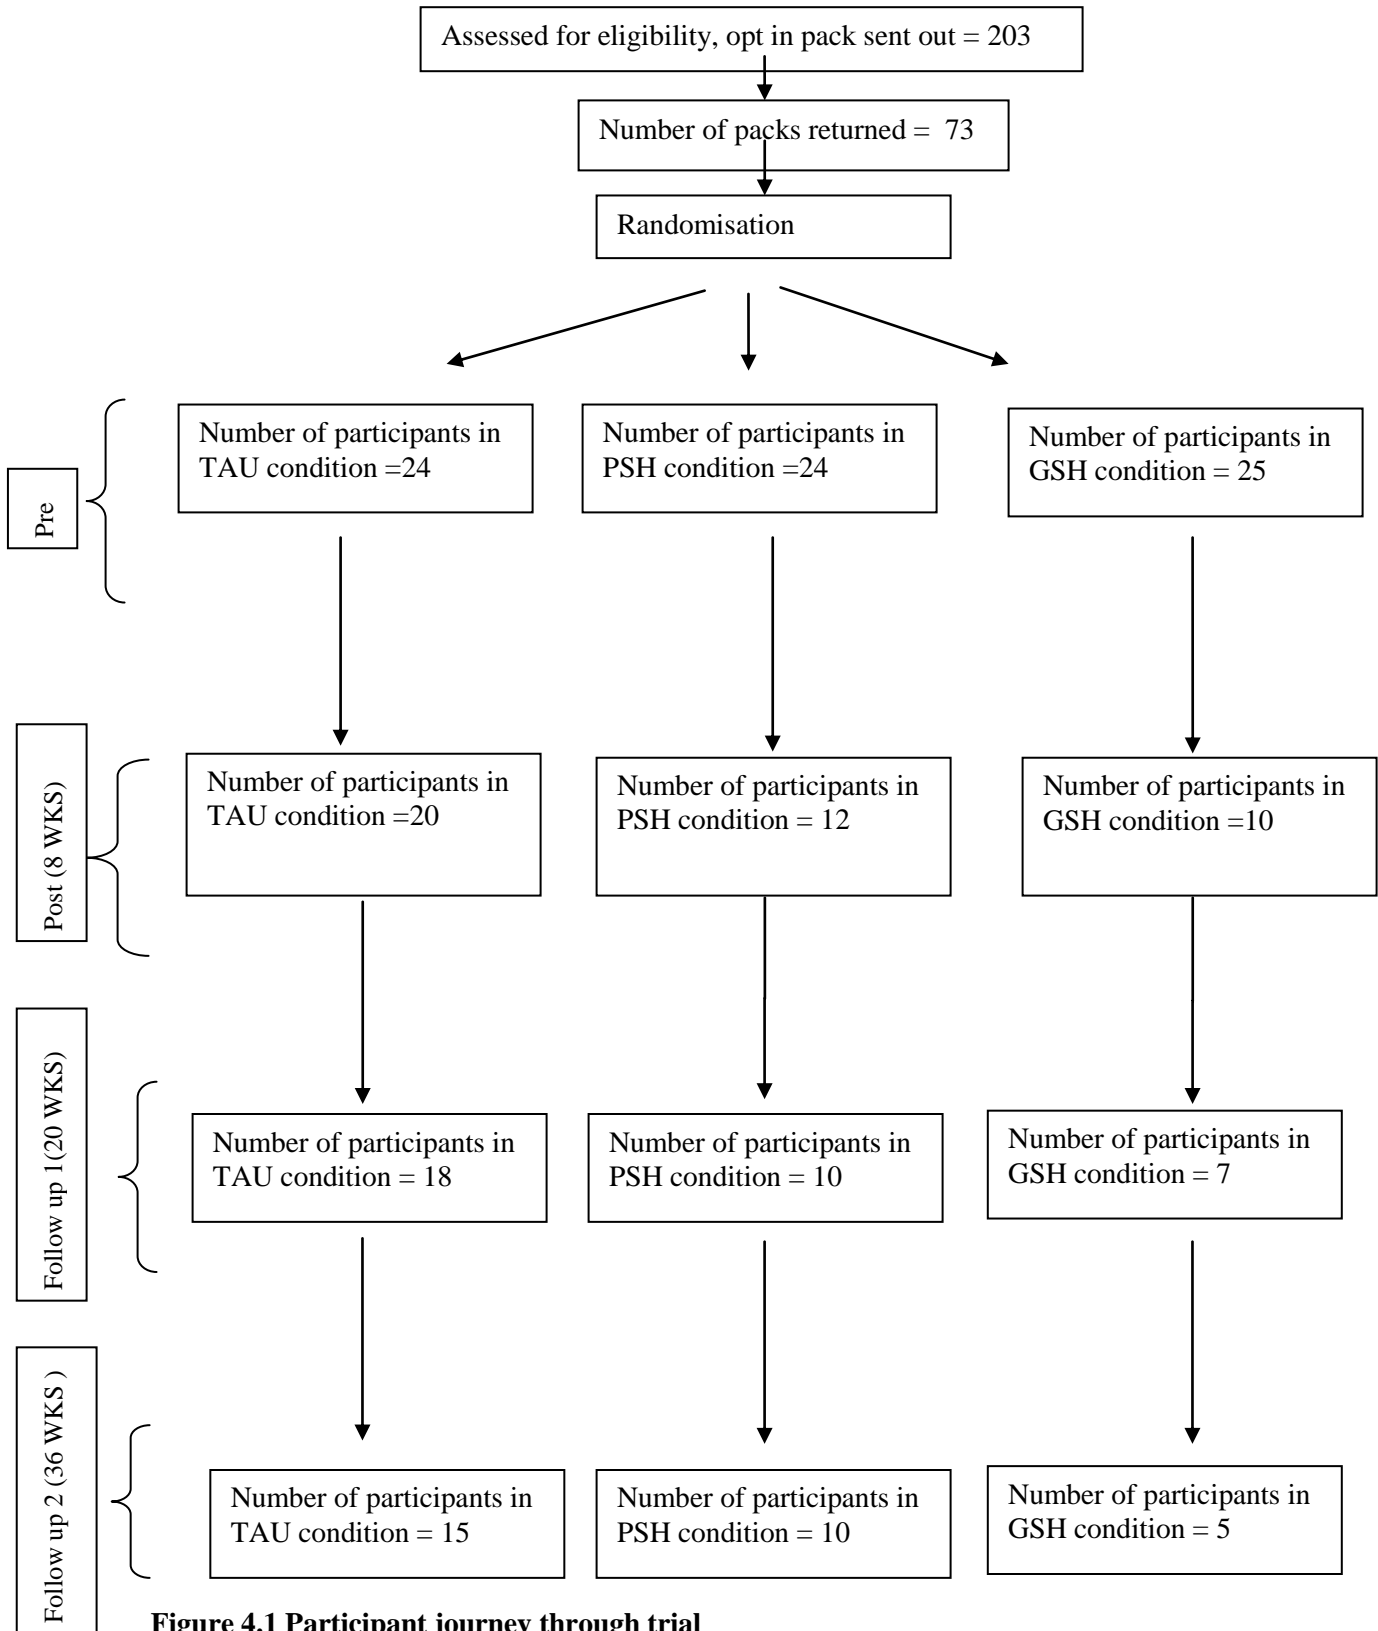 Assessed for eligibility, opt in pack sent out = 203
Number of packs returned =  73
Randomisation
Pre
Number of participants in
TAU condition =24
Number of participants in
PSH condition =24
Number of participants in
GSH condition = 25
Post (8 WKS)
Number of participants in
TAU condition =20
Number of participants in
PSH condition = 12
Number of participants in
GSH condition =10
Follow up 1(20 WKS)
Number of participants in
TAU condition = 18
Number of participants in
PSH condition = 10
Number of participants in
GSH condition = 7
Follow up 2 (36 WKS )
Number of participants in
TAU condition = 15
Number of participants in
PSH condition = 10
Number of participants in
GSH condition = 5
Figure 4.1 Participant journey through trial